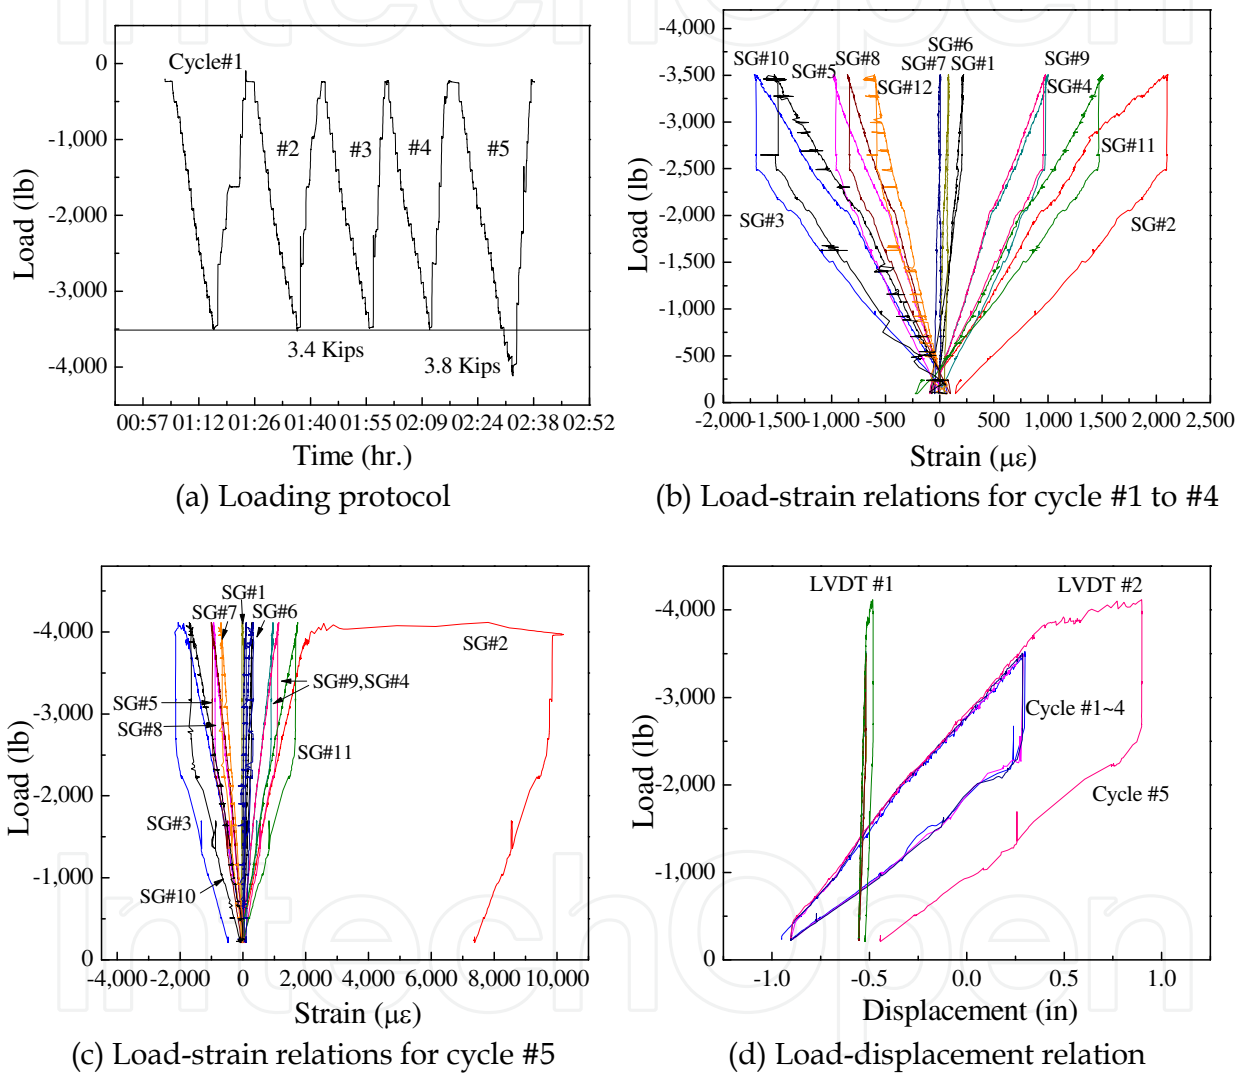 0
-1,000
-2,000
-3,000
-4,000
Load (lb)
Cycle#1
#2
#3
#4
#5
3.4 Kips
3.8 Kips
00:57 01:12 01:26 01:40 01:55 02:09 02:24 02:38 02:52
Time (hr.)
(a) Loading protocol
-4,000
-3,500
-3,000
-2,500
-2,000
-1,500
-1,000
-500
0
Load (lb)
SG#6
SG#10
SG#5
SG#8
SG#7
SG#1
SG#9
SG#12
SG#4
SG#11
SG#3
SG#2
-2,000 -1,500 -1,000 -500 0 500 1,000 1,500 2,000 2,500
Strain (με)
(b) Load-strain relations for cycle #1 to #4
-4,000
-3,000
-2,000
-1,000
0
Load (lb)
SG#1
SG#7
SG#6
SG#2
SG#9,SG#4
SG#5
SG#8
SG#11
SG#3
SG#10
-4,000 -2,000 0 2,000 4,000 6,000 8,000 10,000
Strain (με)
(c) Load-strain relations for cycle #5
-4,000
-3,000
-2,000
-1,000
0
Load (lb)
LVDT #1
LVDT #2
Cycle #1~4
Cycle #5
-1.0 -0.5 0.0 0.5 1.0
Displacement (in)
(d) Load-displacement relation
intechopen
intechopen